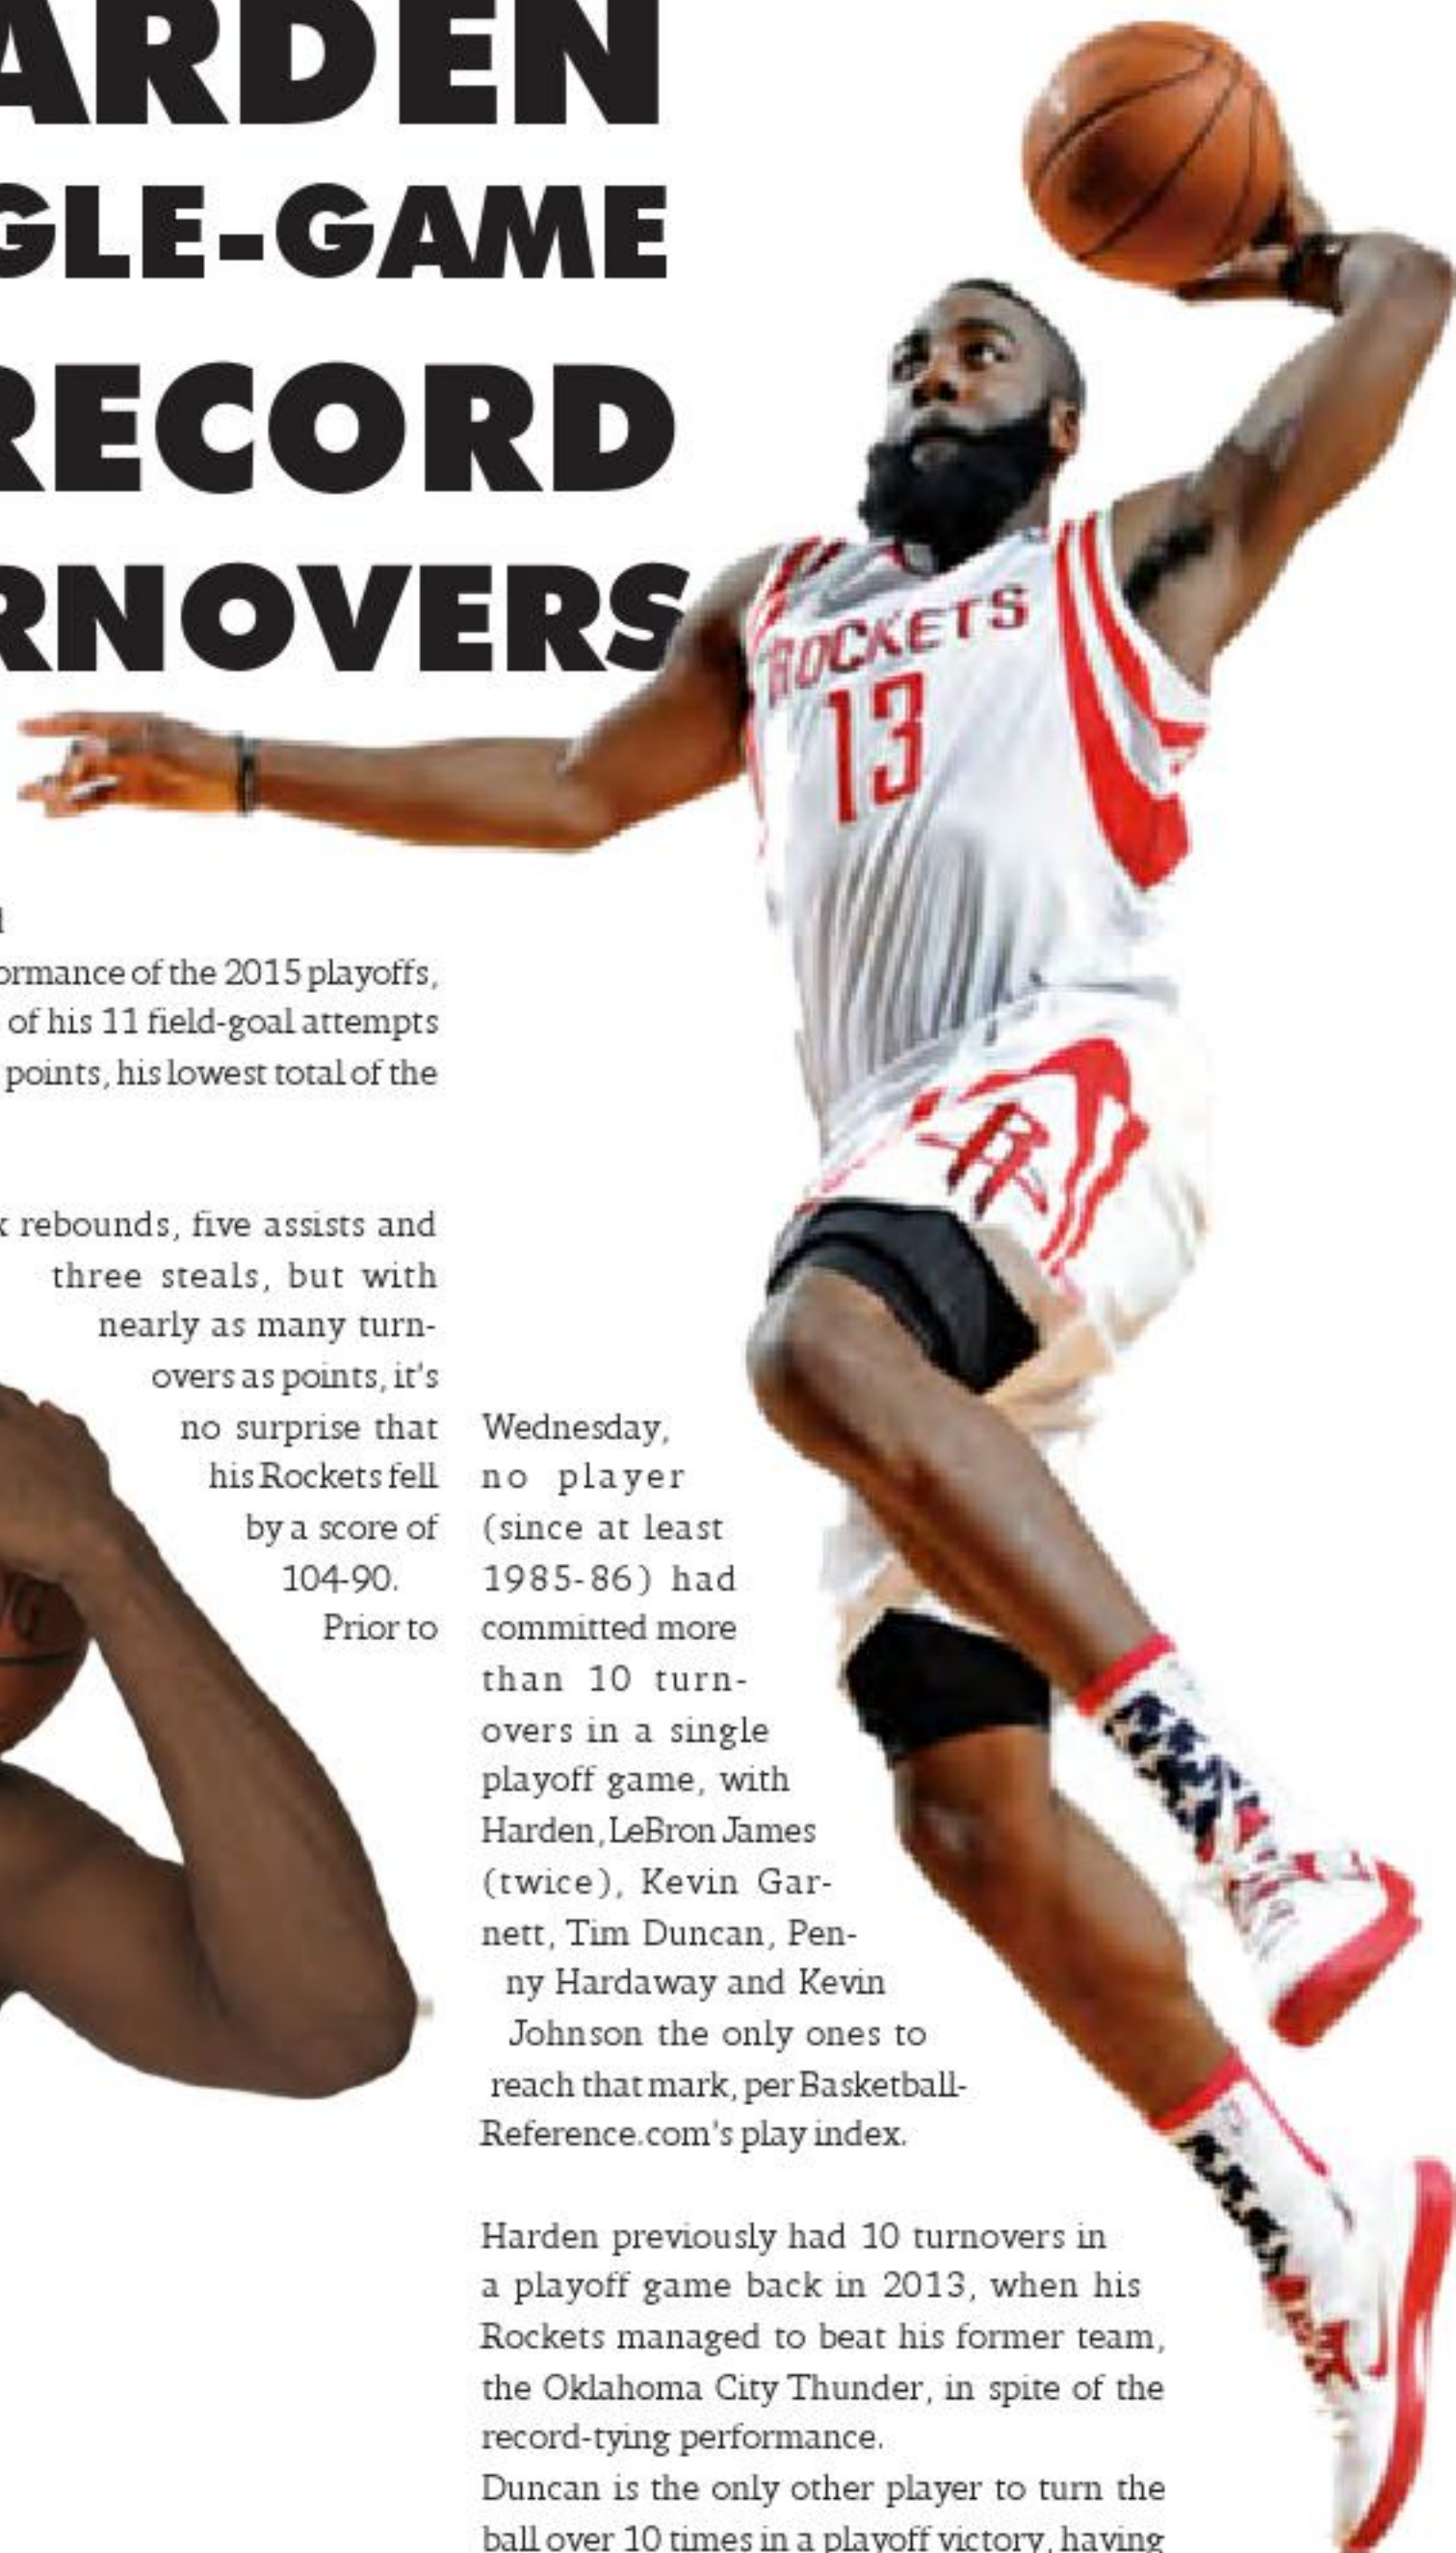 ARDEN
GLE-GAME
RECORD
RNOVERS
ROCKETS
13
ormance of the 2015 playoffs,
of his 11 field-goal attempts
points, his lowest total of the
x rebounds, five assists and
three steals, but with
nearly as many turn-
overs as points, it's
no surprise that
his Rockets fell
by a score of
104-90.
Prior to
Wednesday,
no player
(since at least
1985-86) had
committed more
than 10 turn-
overs in a single
playoff game, with
Harden, LeBron James
(twice), Kevin Gar-
nett, Tim Duncan, Pen-
ny Hardaway and Kevin
Johnson the only ones to
reach that mark, per Basketball-
Reference.com's play index.
Harden previously had 10 turnovers in
a playoff game back in 2013, when his
Rockets managed to beat his former team,
the Oklahoma City Thunder, in spite of the
record-tying performance.
Duncan is the only other player to turn the
ball over 10 times in a playoff victory, having